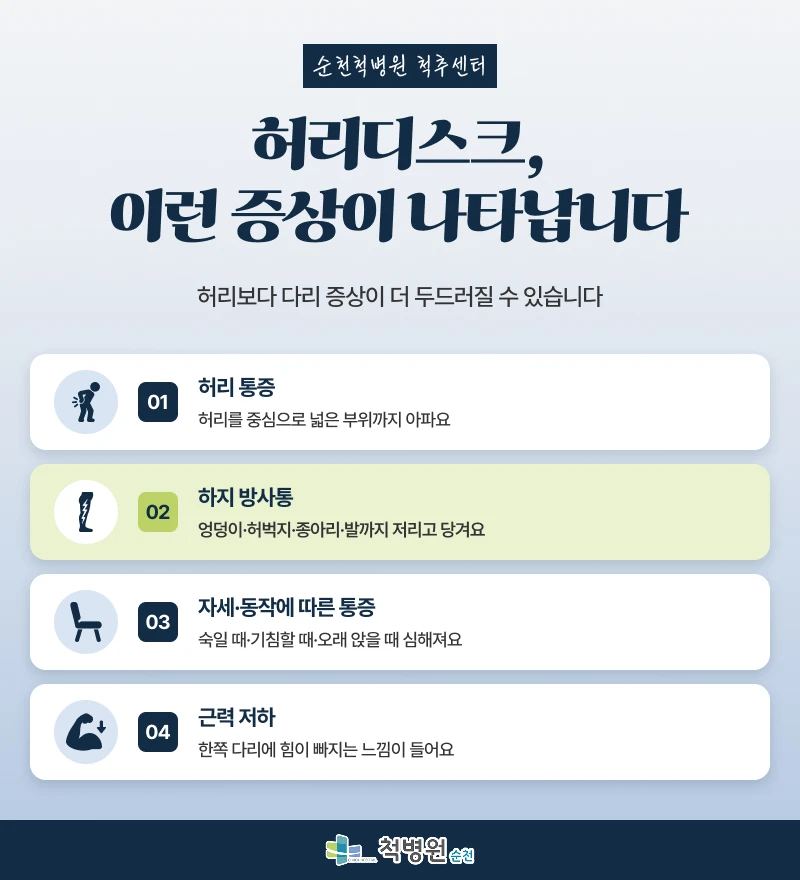 순천척병원 척추센터
허리디스크,
이런 증상이 나타납니다
허리보다 다리 증상이 더 두드러질 수 있습니다
01
허리 통증
허리를 중심으로 넓은 부위까지 아파요
02
하지 방사통
엉덩이·허벅지·종아리·발까지 저리고 당겨요
03
자세·동작에 따른 통증
숙일 때·기침할 때·오래 앉을 때 심해져요
04
근력 저하
한쪽 다리에 힘이 빠지는 느낌이 들어요
척병원 순천